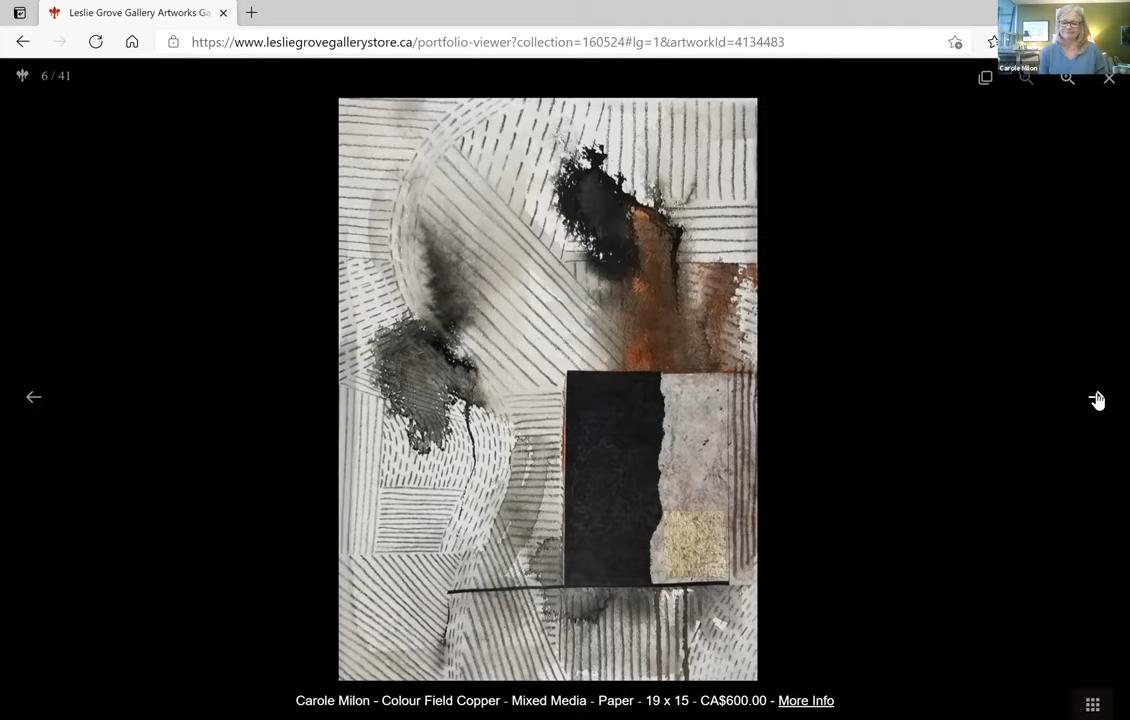 Leslie Grove Gallery Artworks Ga
https://www.lesliegrovegallerystore.ca/portfolio-viewer?collection=160524#lg=1&artworkId=4134483
Carole Milon
6 / 41
Carole Milon - Colour Field Copper - Mixed Media - Paper - 19 x 15 - CA$600.00 - More Info